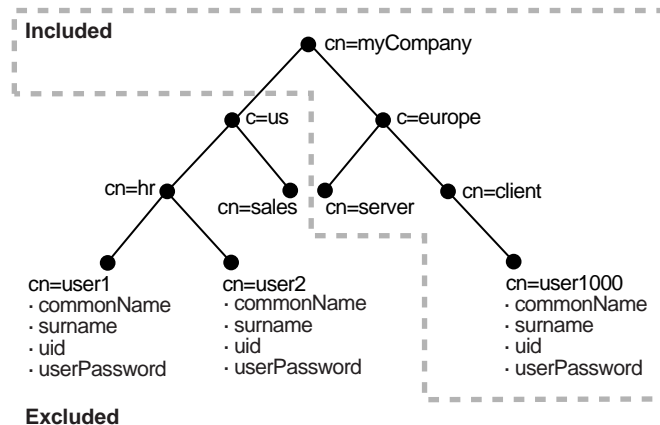 Included
cn=myCompany
c=us
c=europe
cn=hr
cn=sales
cn=server
cn=client
cn=user1
· commonName
· surname
· uid
· userPassword
cn=user2
· commonName
· surname
· uid
· userPassword
cn=user1000
· commonName
· surname
· uid
· userPassword
Excluded